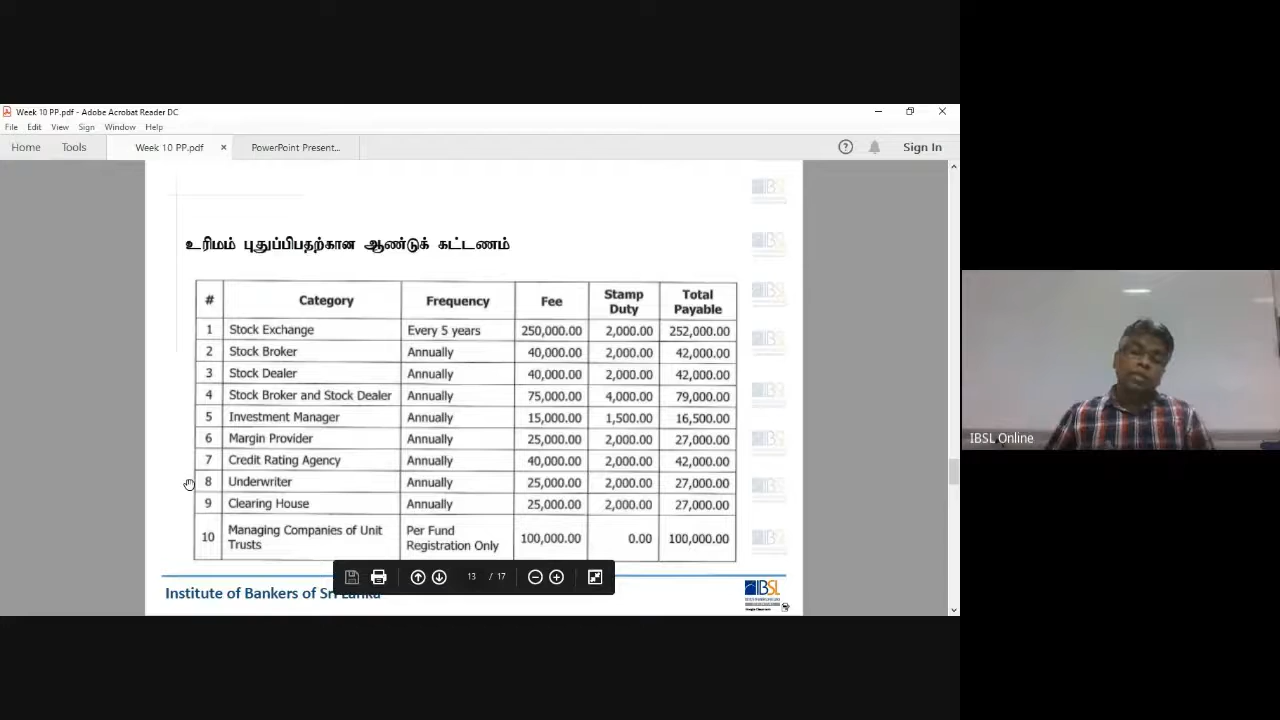 Week 10 PP.pdf - Adobe Acrobat Reader DC
File Edit View Sign Window Help
Home Tools Week 10 PP.pdf × PowerPoint Present... Sign In
உரிமம் புதுப்பிபதற்கான ஆண்டுக் கட்டணம்
# Category Frequency Fee Stamp Duty Total Payable
1 Stock Exchange Every 5 years 250,000.00 2,000.00 252,000.00
2 Stock Broker Annually 40,000.00 2,000.00 42,000.00
3 Stock Dealer Annually 40,000.00 2,000.00 42,000.00
4 Stock Broker and Stock Dealer Annually 75,000.00 4,000.00 79,000.00
5 Investment Manager Annually 15,000.00 1,500.00 16,500.00
6 Margin Provider Annually 25,000.00 2,000.00 27,000.00
7 Credit Rating Agency Annually 40,000.00 2,000.00 42,000.00
8 Underwriter Annually 25,000.00 2,000.00 27,000.00
9 Clearing House Annually 25,000.00 2,000.00 27,000.00
10 Managing Companies of Unit Trusts Per Fund Registration Only 100,000.00 0.00 100,000.00
13 / 17
Institute of Bankers of Sri Lanka
IBSL
IBSL Online